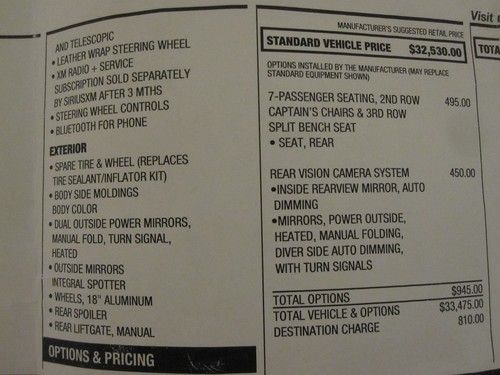 AND TELESCOPIC
• LEATHER WRAP STEERING WHEEL
• XM RADIO + SERVICE
SUBSCRIPTION SOLD SEPARATELY
BY SIRIUSXM AFTER 3 MTHS
• STEERING WHEEL CONTROLS
• BLUETOOTH FOR PHONE
EXTERIOR
• SPARE TIRE & WHEEL (REPLACES
TIRE SEALANT/INFLATOR KIT)
• BODY SIDE MOLDINGS
BODY COLOR
• DUAL OUTSIDE POWER MIRRORS,
MANUAL FOLD, TURN SIGNAL,
HEATED
• OUTSIDE MIRRORS
INTEGRAL SPOTTER
• WHEELS, 18" ALUMINUM
• REAR SPOILER
• REAR LIFTGATE, MANUAL
OPTIONS & PRICING
MANUFACTURER'S SUGGESTED RETAIL PRICE
STANDARD VEHICLE PRICE $32,530.00
OPTIONS INSTALLED BY THE MANUFACTURER (MAY REPLACE
STANDARD EQUIPMENT SHOWN)
7-PASSENGER SEATING, 2ND ROW 495.00
CAPTAIN'S CHAIRS & 3RD ROW
SPLIT BENCH SEAT
• SEAT, REAR
REAR VISION CAMERA SYSTEM 450.00
•INSIDE REARVIEW MIRROR, AUTO
DIMMING
•MIRRORS, POWER OUTSIDE,
HEATED, MANUAL FOLDING,
DIVER SIDE AUTO DIMMING,
WITH TURN SIGNALS
TOTAL OPTIONS $945.00
TOTAL VEHICLE & OPTIONS $33,475.00
DESTINATION CHARGE 810.00
Visit
TOTA